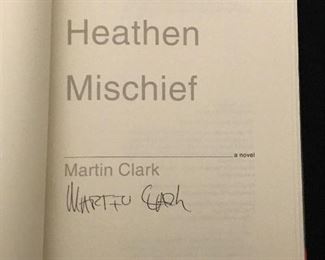 Heathen
Mischief
a novel
Martin Clark
Martin Clark